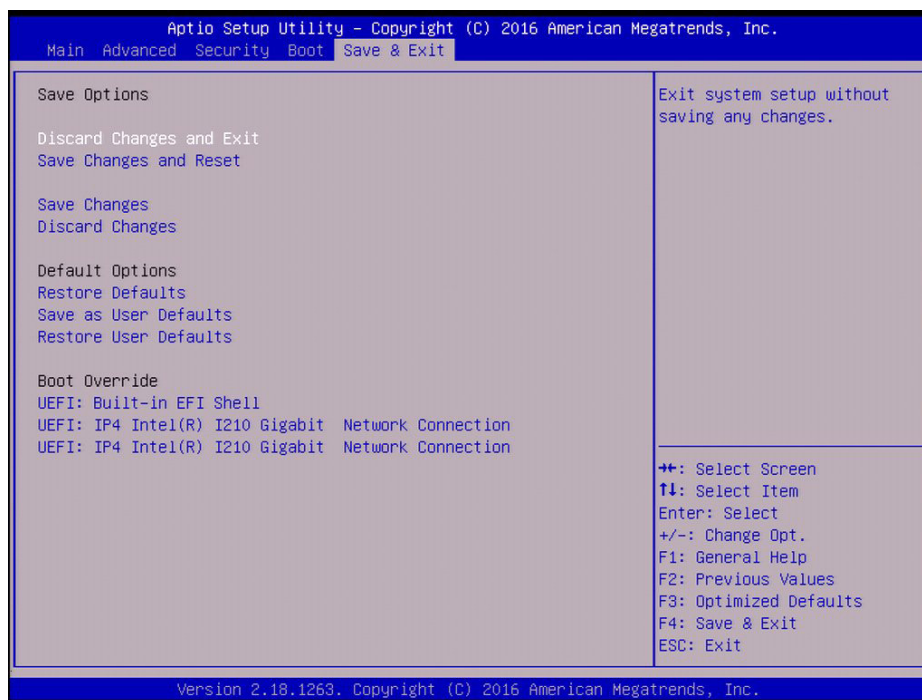 Aptio Setup Utility – Copyright (C) 2016 American Megatrends, Inc.
Main Advanced Security Boot Save & Exit
Save Options
Discard Changes and Exit
Save Changes and Reset
Save Changes
Discard Changes
Default Options
Restore Defaults
Save as User Defaults
Restore User Defaults
Boot Override
UEFI: Built-in EFI Shell
UEFI: IP4 Intel(R) I210 Gigabit Network Connection
UEFI: IP4 Intel(R) I210 Gigabit Network Connection
Exit system setup without
saving any changes.
→←: Select Screen
↑↓: Select Item
Enter: Select
+/-: Change Opt.
F1: General Help
F2: Previous Values
F3: Optimized Defaults
F4: Save & Exit
ESC: Exit
Version 2.18.1263. Copyright (C) 2016 American Megatrends, Inc.